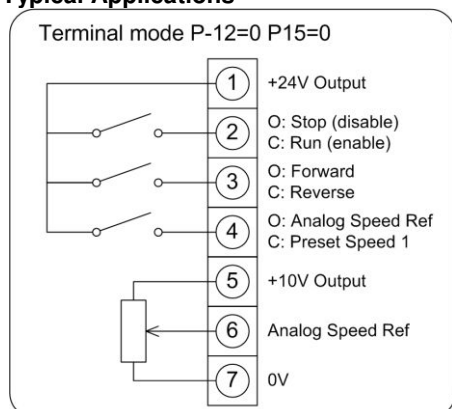 Typical Applications
Terminal mode P-12=0 P15=0
1 +24V Output
2 O: Stop (disable)
C: Run (enable)
3 O: Forward
C: Reverse
4 O: Analog Speed Ref
C: Preset Speed 1
5 +10V Output
6 Analog Speed Ref
7 0V